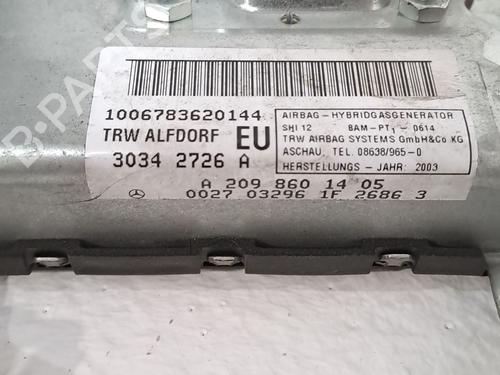 B-PARTS
1006783620144
TRW ALFDORF EU
3034 2726 A
AIRBAG - HYBRIDGASGENERATOR
SHI 12 BAM-PT1 - 0614
TRW AIRBAG SYSTEMS GmbH&Co KG
ASCHAU, TEL. 08638/965-0
HERSTELLUNGS - JAHR: 2003
A 209 860 14 05
0027 03296 1F 2686 3